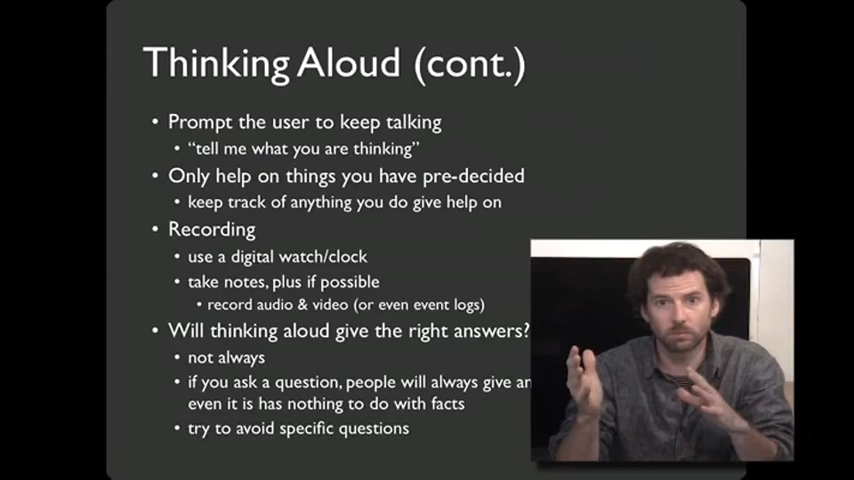 Thinking Aloud (cont.)
• Prompt the user to keep talking
• “tell me what you are thinking”
• Only help on things you have pre-decided
• keep track of anything you do give help on
• Recording
• use a digital watch/clock
• take notes, plus if possible
• record audio & video (or even event logs)
• Will thinking aloud give the right answers?
• not always
• if you ask a question, people will always give
even it is has nothing to do with facts
• try to avoid specific questions